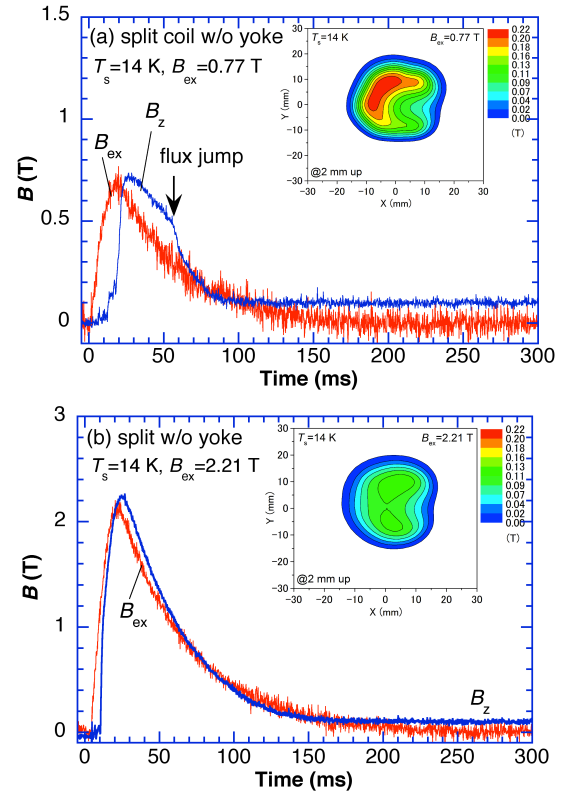 (a) split coil w/o yoke
Ts=14 K, Bex=0.77 T
Bex
Bz
flux jump
B (T)
1.5
1
0.5
0
0 50 100 150 200 250 300
Time (ms)
Ts=14 K Bex=0.77 T
Y (mm)
30
20
10
0
−10
−20
−30
@2 mm up
−30 −20 −10 0 10 20 30
X (mm)
0.22
0.20
0.18
0.16
0.13
0.11
0.09
0.07
0.04
0.02
0.00
(T)
(b) split w/o yoke
Ts=14 K, Bex=2.21 T
Bex
Bz
B (T)
3
2
1
0
0 50 100 150 200 250 300
Time (ms)
Ts=14 K Bex=2.21 T
Y (mm)
30
20
10
0
−10
−20
−30
@2 mm up
−30 −20 −10 0 10 20 30
X (mm)
0.22
0.20
0.18
0.16
0.13
0.11
0.09
0.07
0.04
0.02
0.00
(T)